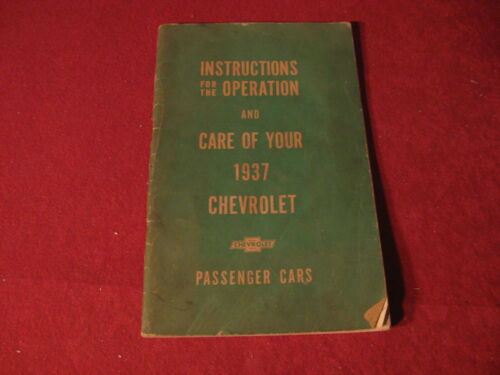 INSTRUCTIONS
FOR THE OPERATION
AND
CARE OF YOUR
1937
CHEVROLET
CHEVROLET
PASSENGER CARS